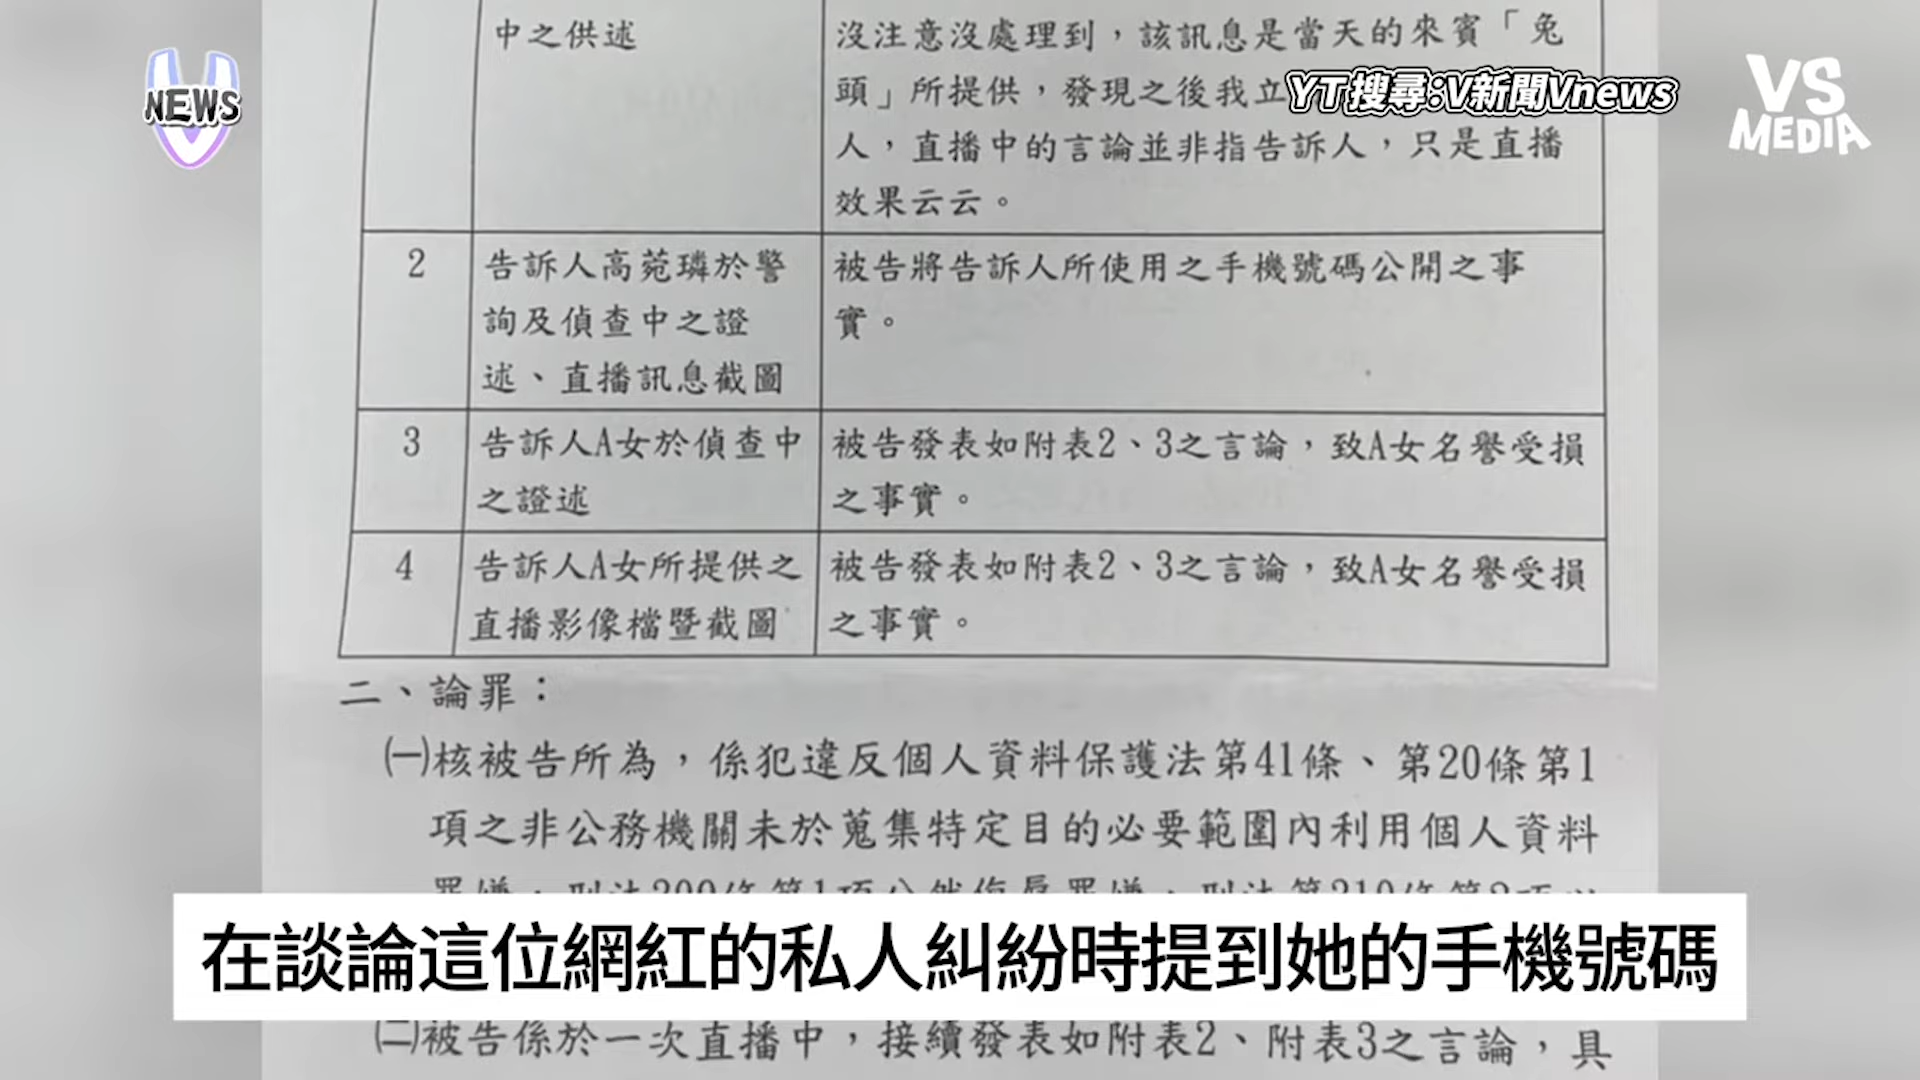 NEWS
YT搜尋:V新聞Vnews
VS
MEDIA
中之供述
沒注意沒處理到，該訊息是當天的來賓「兔
頭」所提供，發現之後我立
人，直播中的言論並非指告訴人，只是直播
效果云云。
2
告訴人高菀璘於警
詢及偵查中之證
述、直播訊息截圖
被告將告訴人所使用之手機號碼公開之事
實。
3
告訴人A女於偵查中
之證述
被告發表如附表2、3之言論，致A女名譽受損
之事實。
4
告訴人A女所提供之
直播影像檔暨截圖
被告發表如附表2、3之言論，致A女名譽受損
之事實。
二、論罪：
㈠核被告所為，係犯違反個人資料保護法第41條、第20條第1
項之非公務機關未於蒐集特定目的必要範圍內利用個人資料
在談論這位網紅的私人糾紛時提到她的手機號碼
㈡被告係於一次直播中，接續發表如附表2、附表3之言論，具